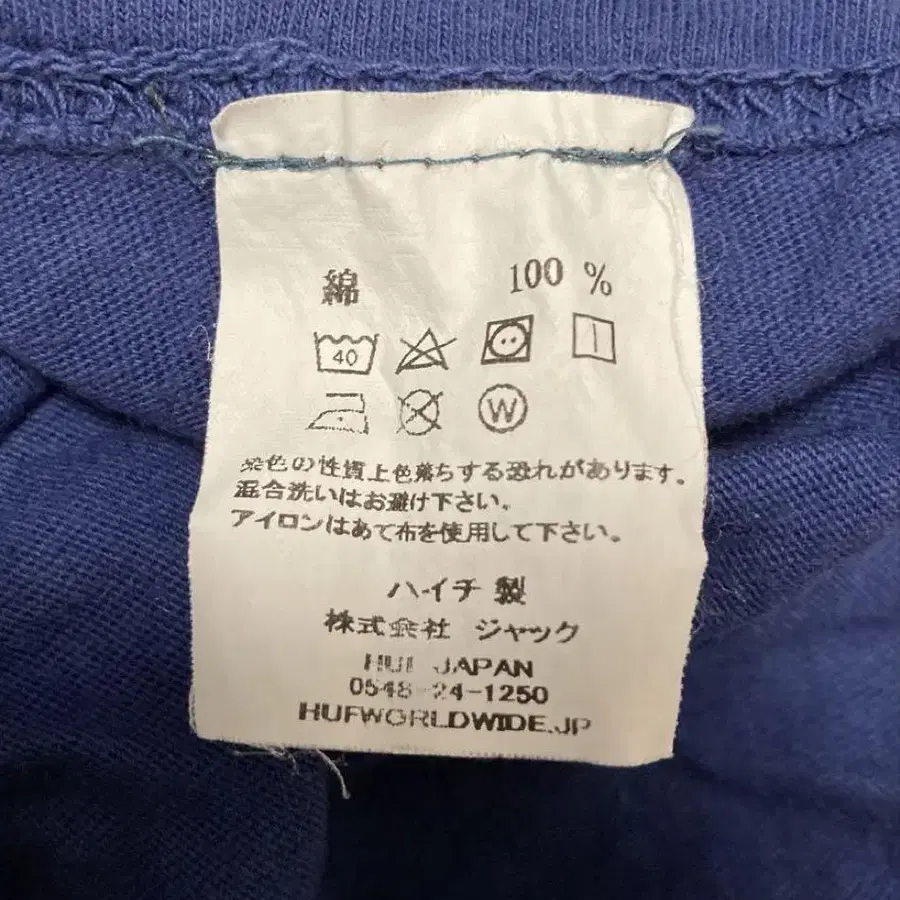 綿 100 %
40
W
染色の性質上色落ちする恐れがあります。
混合洗いはお避け下さい。
アイロンはあて布を使用して下さい。
ハイチ 製
株式会社 ジャック
HUF JAPAN
0548-24-1250
HUFWORLDWIDE.JP